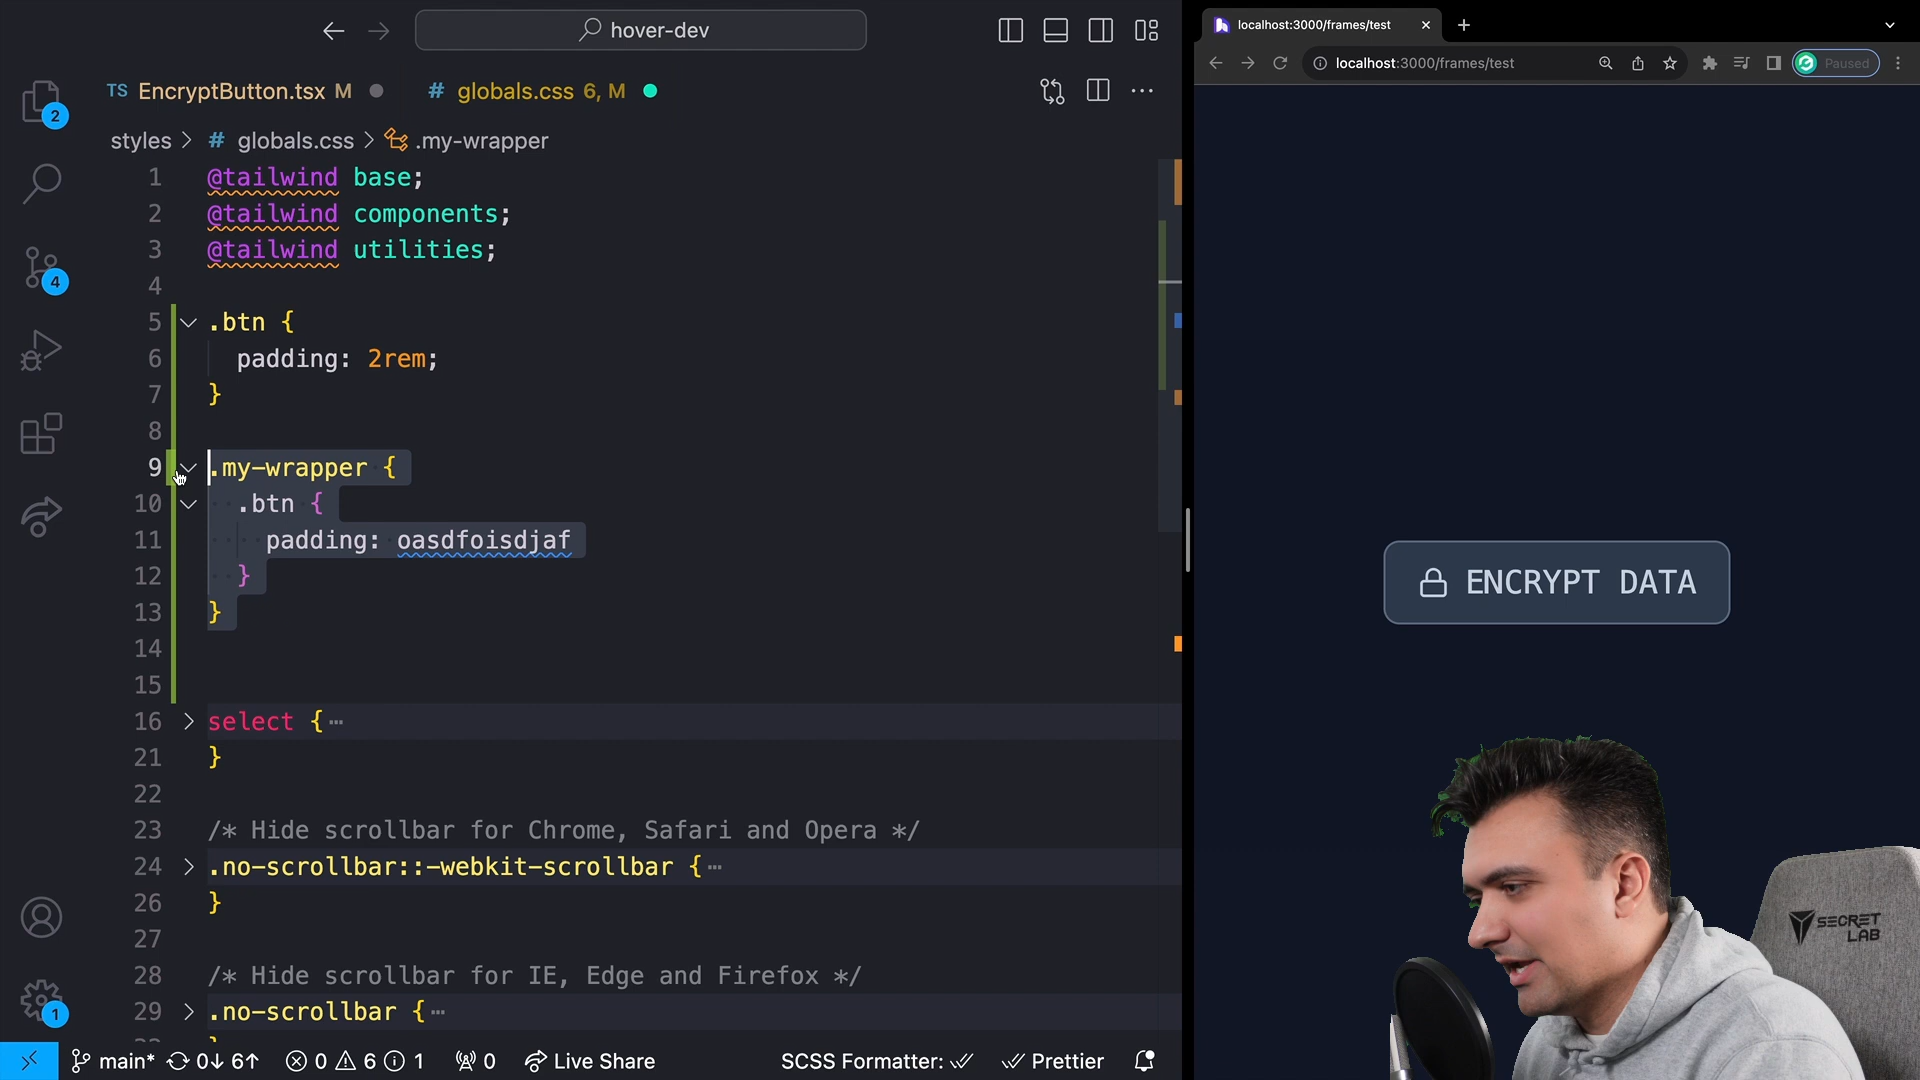 hover-dev
TS EncryptButton.tsx M
# globals.css 6, M
styles > # globals.css > .my-wrapper
1 @tailwind base;
2 @tailwind components;
3 @tailwind utilities;
4
5 .btn {
6 padding: 2rem;
7 }
8
9 .my-wrapper {
10 .btn {
11 padding: oasdfoisdjaf
12 }
13 }
14
15
16 select {⋯
21 }
22
23 /* Hide scrollbar for Chrome, Safari and Opera */
24 .no-scrollbar::-webkit-scrollbar {⋯
26 }
27
28 /* Hide scrollbar for IE, Edge and Firefox */
29 .no-scrollbar {⋯
2
4
1
main* 0↓ 6↑ 0 6 1 0 Live Share SCSS Formatter: Prettier
localhost:3000/frames/test
localhost:3000/frames/test
Paused
ENCRYPT DATA
SECRET
LAB